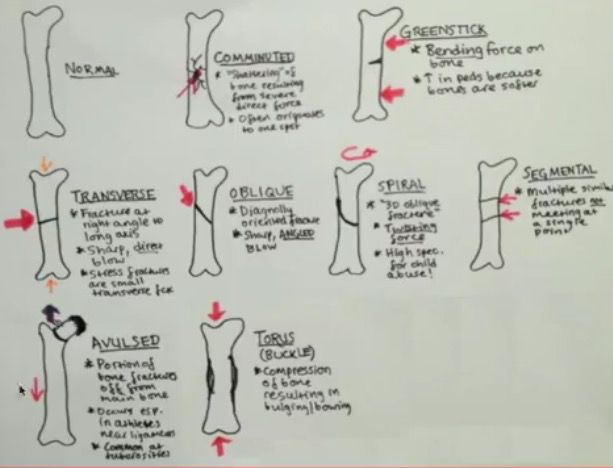 NORMAL
COMMINUTED
* "Shattering" of
bone resulting
from severe
direct force
* Often originates
to one spot
GREENSTICK
* Bending force on
bone
* ↑ in peds because
bones are softer
TRANSVERSE
* Fracture at
right angle to
long axis
* Sharp, direct
blow
* Stress fractures
are small
transverse fck
OBLIQUE
* Diagnolly
oriented
* Sharp, ANGLED
BLOW
SPIRAL
* "3D oblique
fracture"
* Twisting
force
* High spec.
for child
abuse!
SEGMENTAL
* Multiple
fractures not
meeting at
a single
point
AVULSED
* Portion of
bone fractures
off from
main bone
* Occurs esp.
in athletes
near ligaments
* Common at
tuberosities
TORUS
(BUCKLE)
* Compression
of bone
resulting in
bulging/bowing